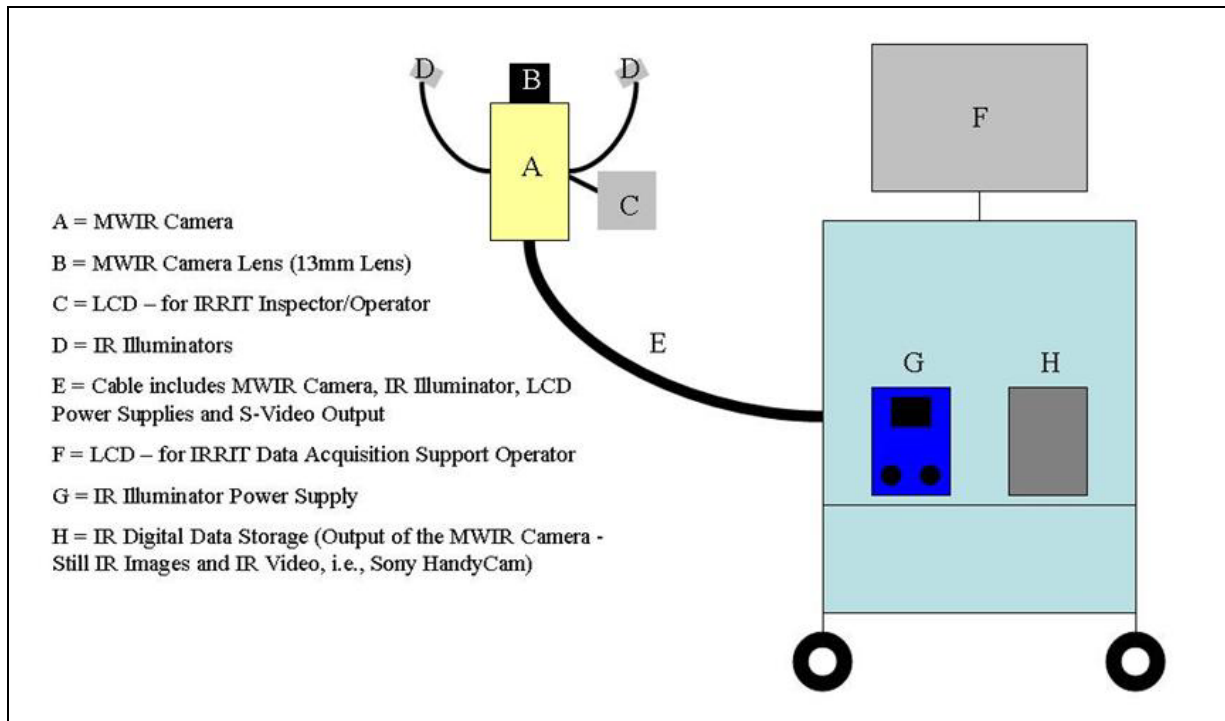 D
B
D
F
A
C
A = MWIR Camera
B = MWIR Camera Lens (13mm Lens)
C = LCD – for IRRIT Inspector/Operator
D = IR Illuminators
E = Cable includes MWIR Camera, IR Illuminator, LCD
Power Supplies and S-Video Output
F = LCD – for IRRIT Data Acquisition Support Operator
G = IR Illuminator Power Supply
H = IR Digital Data Storage (Output of the MWIR Camera -
Still IR Images and IR Video, i.e., Sony HandyCam)
E
G
H